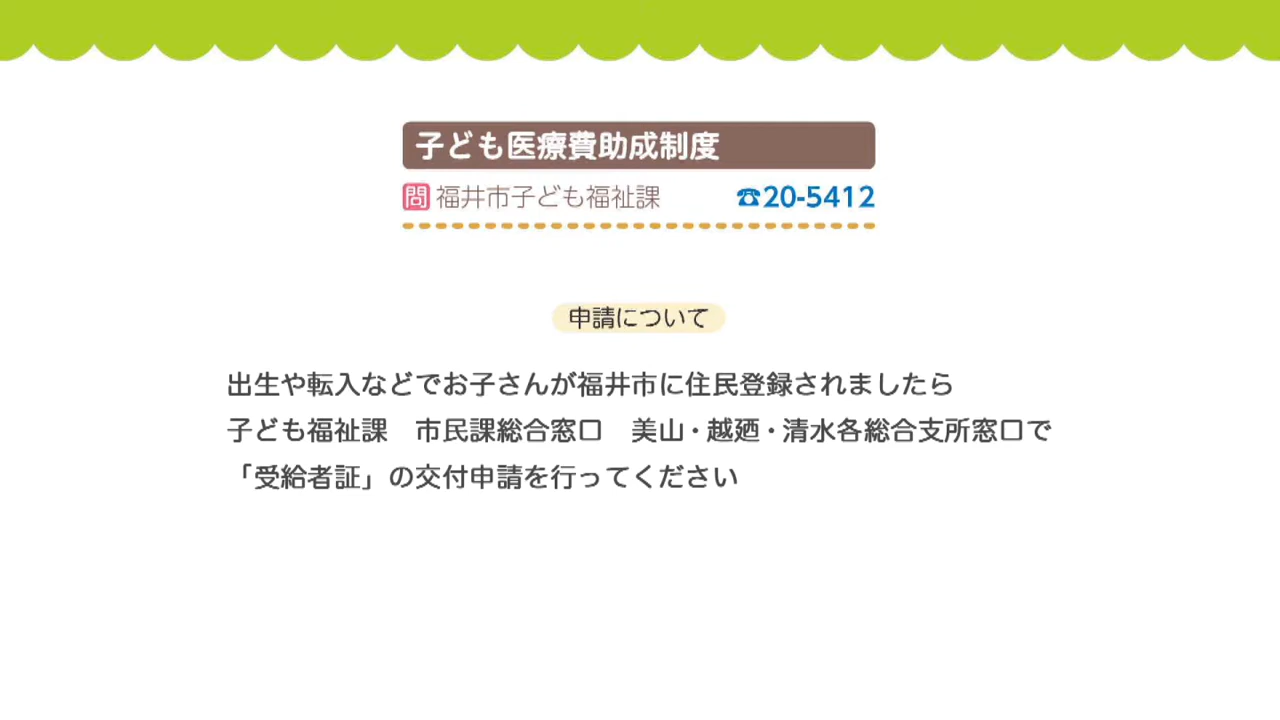 子ども医療費助成制度
問 福井市子ども福祉課 ☎20-5412
申請について
出生や転入などでお子さんが福井市に住民登録されましたら
子ども福祉課　市民課総合窓口　美山・越廼・清水各総合支所窓口で
「受給者証」の交付申請を行ってください